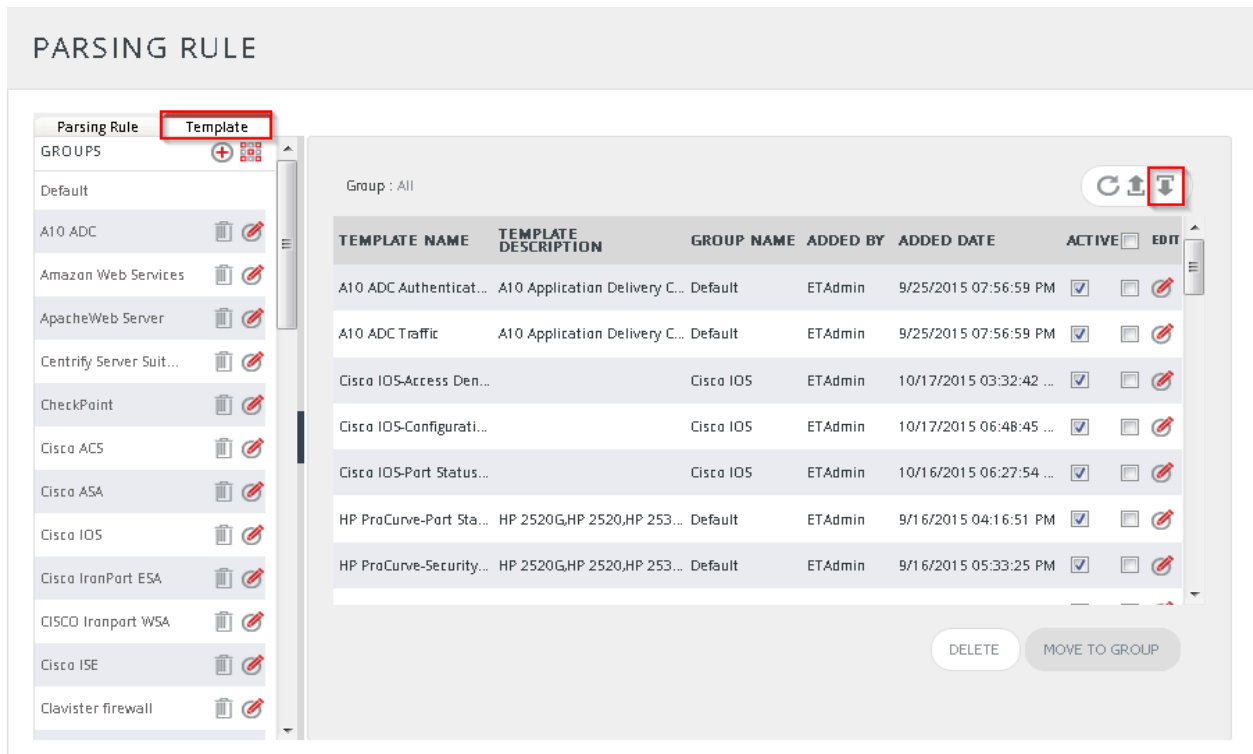 PARSING RULE
Parsing Rule Template
GROUPS
Default
A10 ADC
Amazon Web Services
ApacheWeb Server
Centrify Server Suit...
CheckPoint
Cisco ACS
Cisco ASA
Cisco IOS
Cisco IronPort ESA
CISCO Ironport WSA
Cisco ISE
Clavister firewall
Group : All
TEMPLATE NAME TEMPLATE DESCRIPTION GROUP NAME ADDED BY ADDED DATE ACTIVE EDIT
A10 ADC Authenticat... A10 Application Delivery C... Default ETAdmin 9/25/2015 07:56:59 PM
A10 ADC Traffic A10 Application Delivery C... Default ETAdmin 9/25/2015 07:56:59 PM
Cisco IOS-Access Den... Cisco IOS ETAdmin 10/17/2015 03:32:42 ...
Cisco IOS-Configurati... Cisco IOS ETAdmin 10/17/2015 06:48:45 ...
Cisco IOS-Port Status... Cisco IOS ETAdmin 10/16/2015 06:27:54 ...
HP ProCurve-Port Sta... HP 2520G,HP 2520,HP 253... Default ETAdmin 9/16/2015 04:16:51 PM
HP ProCurve-Security... HP 2520G,HP 2520,HP 253... Default ETAdmin 9/16/2015 05:33:25 PM
DELETE MOVE TO GROUP